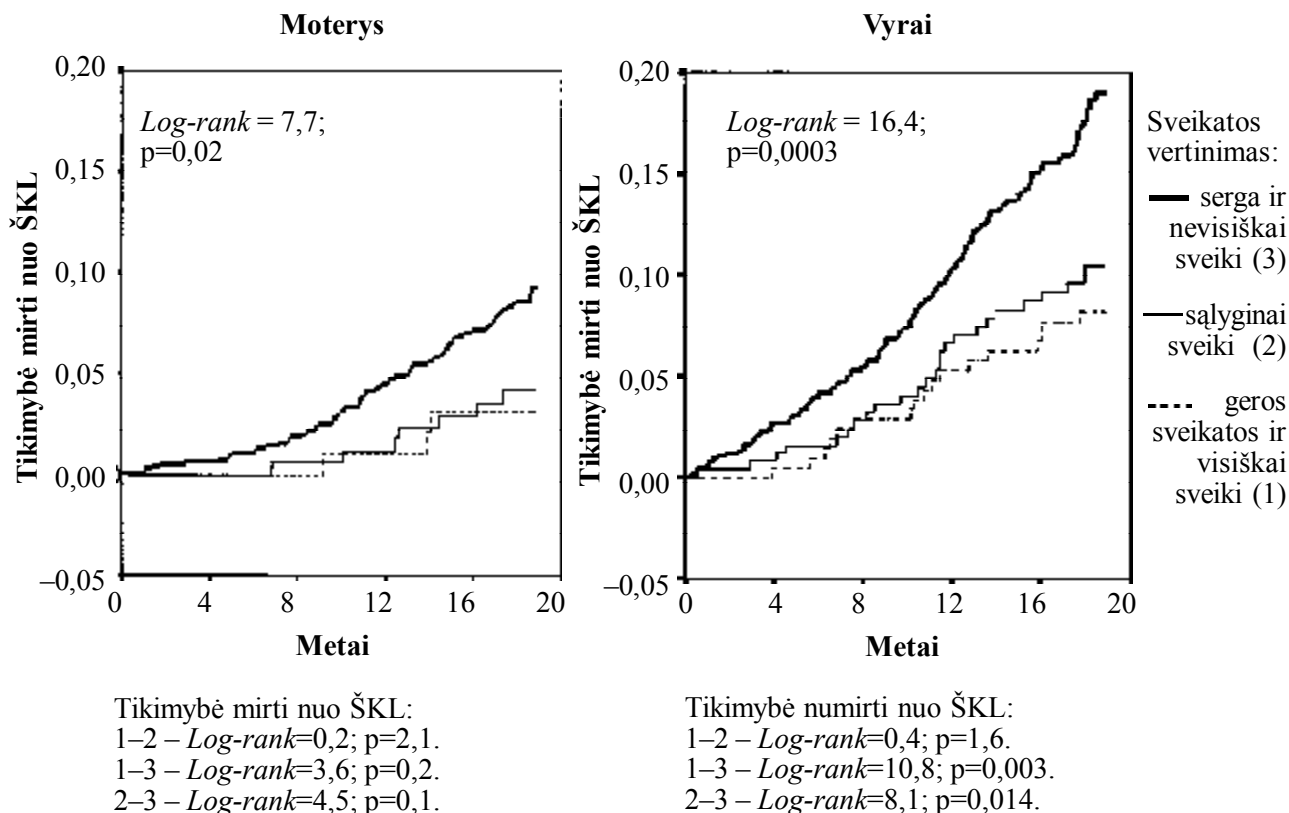 Moterys
0,20
0,15
0,10
0,05
0,00
–0,05
Tikimybė mirti nuo ŠKL
Log-rank = 7,7;
p=0,02
0 4 8 12 16 20
Metai
Tikimybė mirti nuo ŠKL:
1–2 – Log-rank=0,2; p=2,1.
1–3 – Log-rank=3,6; p=0,2.
2–3 – Log-rank=4,5; p=0,1.
Vyrai
0,20
0,15
0,10
0,05
0,00
–0,05
Tikimybė mirti nuo ŠKL
Log-rank = 16,4;
p=0,0003
0 4 8 12 16 20
Metai
Tikimybė numirti nuo ŠKL:
1–2 – Log-rank=0,4; p=1,6.
1–3 – Log-rank=10,8; p=0,003.
2–3 – Log-rank=8,1; p=0,014.
Sveikatos
vertinimas:
serga ir
nevisiškai
sveiki (3)
sąlyginai
sveiki (2)
geros
sveikatos ir
visiškai
sveiki (1)